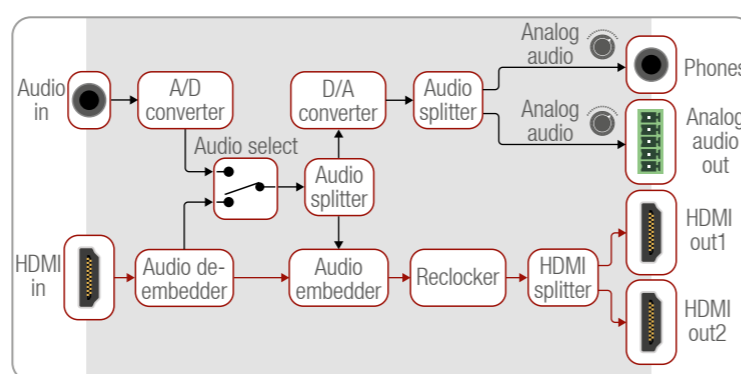 Audio
in
A/D
converter
Audio select
D/A
converter
Audio
splitter
Analog
audio
Phones
Analog
audio
Analog
audio
out
Audio
splitter
HDMI
in
Audio de-
embedder
Audio
embedder
Reclocker
HDMI
splitter
HDMI
out1
HDMI
out2